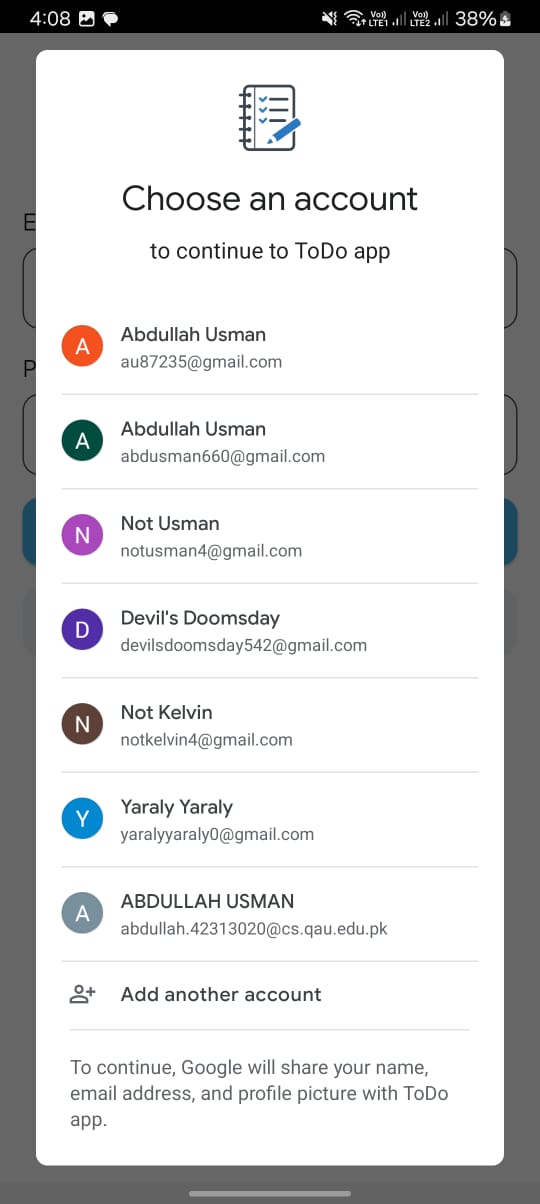 4:08
Vo)) LTE1 Vo)) LTE2 38%
Choose an account
to continue to ToDo app
E
Abdullah Usman
au87235@gmail.com
P
Abdullah Usman
abdusman660@gmail.com
Not Usman
notusman4@gmail.com
Devil's Doomsday
devilsdoomsday542@gmail.com
Not Kelvin
notkelvin4@gmail.com
Yaraly Yaraly
yaralyyaraly0@gmail.com
ABDULLAH USMAN
abdullah.42313020@cs.qau.edu.pk
Add another account
To continue, Google will share your name,
email address, and profile picture with ToDo
app.